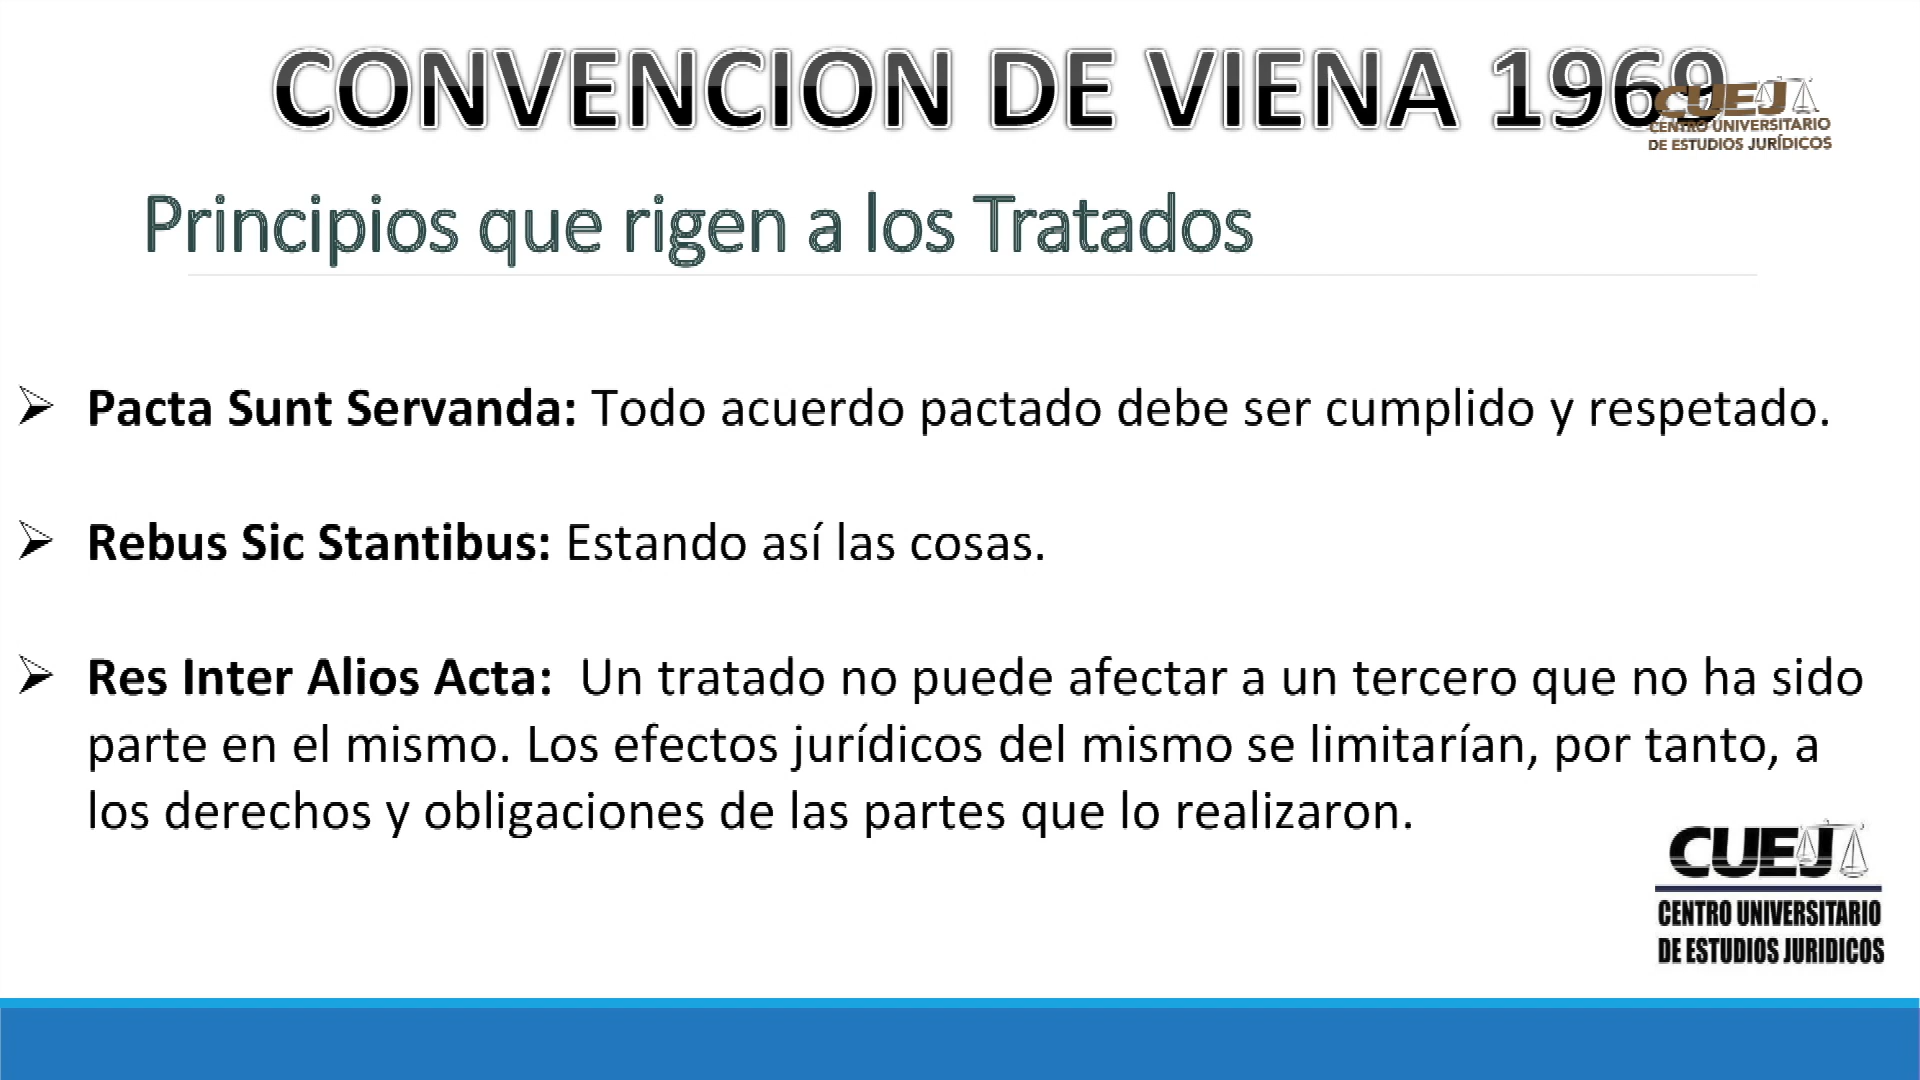 CONVENCION DE VIENA 1969
CUEJ
CENTRO UNIVERSITARIO
DE ESTUDIOS JURÍDICOS
Principios que rigen a los Tratados
Pacta Sunt Servanda: Todo acuerdo pactado debe ser cumplido y respetado.
Rebus Sic Stantibus: Estando así las cosas.
Res Inter Alios Acta: Un tratado no puede afectar a un tercero que no ha sido
parte en el mismo. Los efectos jurídicos del mismo se limitarían, por tanto, a
los derechos y obligaciones de las partes que lo realizaron.
CUEJ
CENTRO UNIVERSITARIO
DE ESTUDIOS JURIDICOS